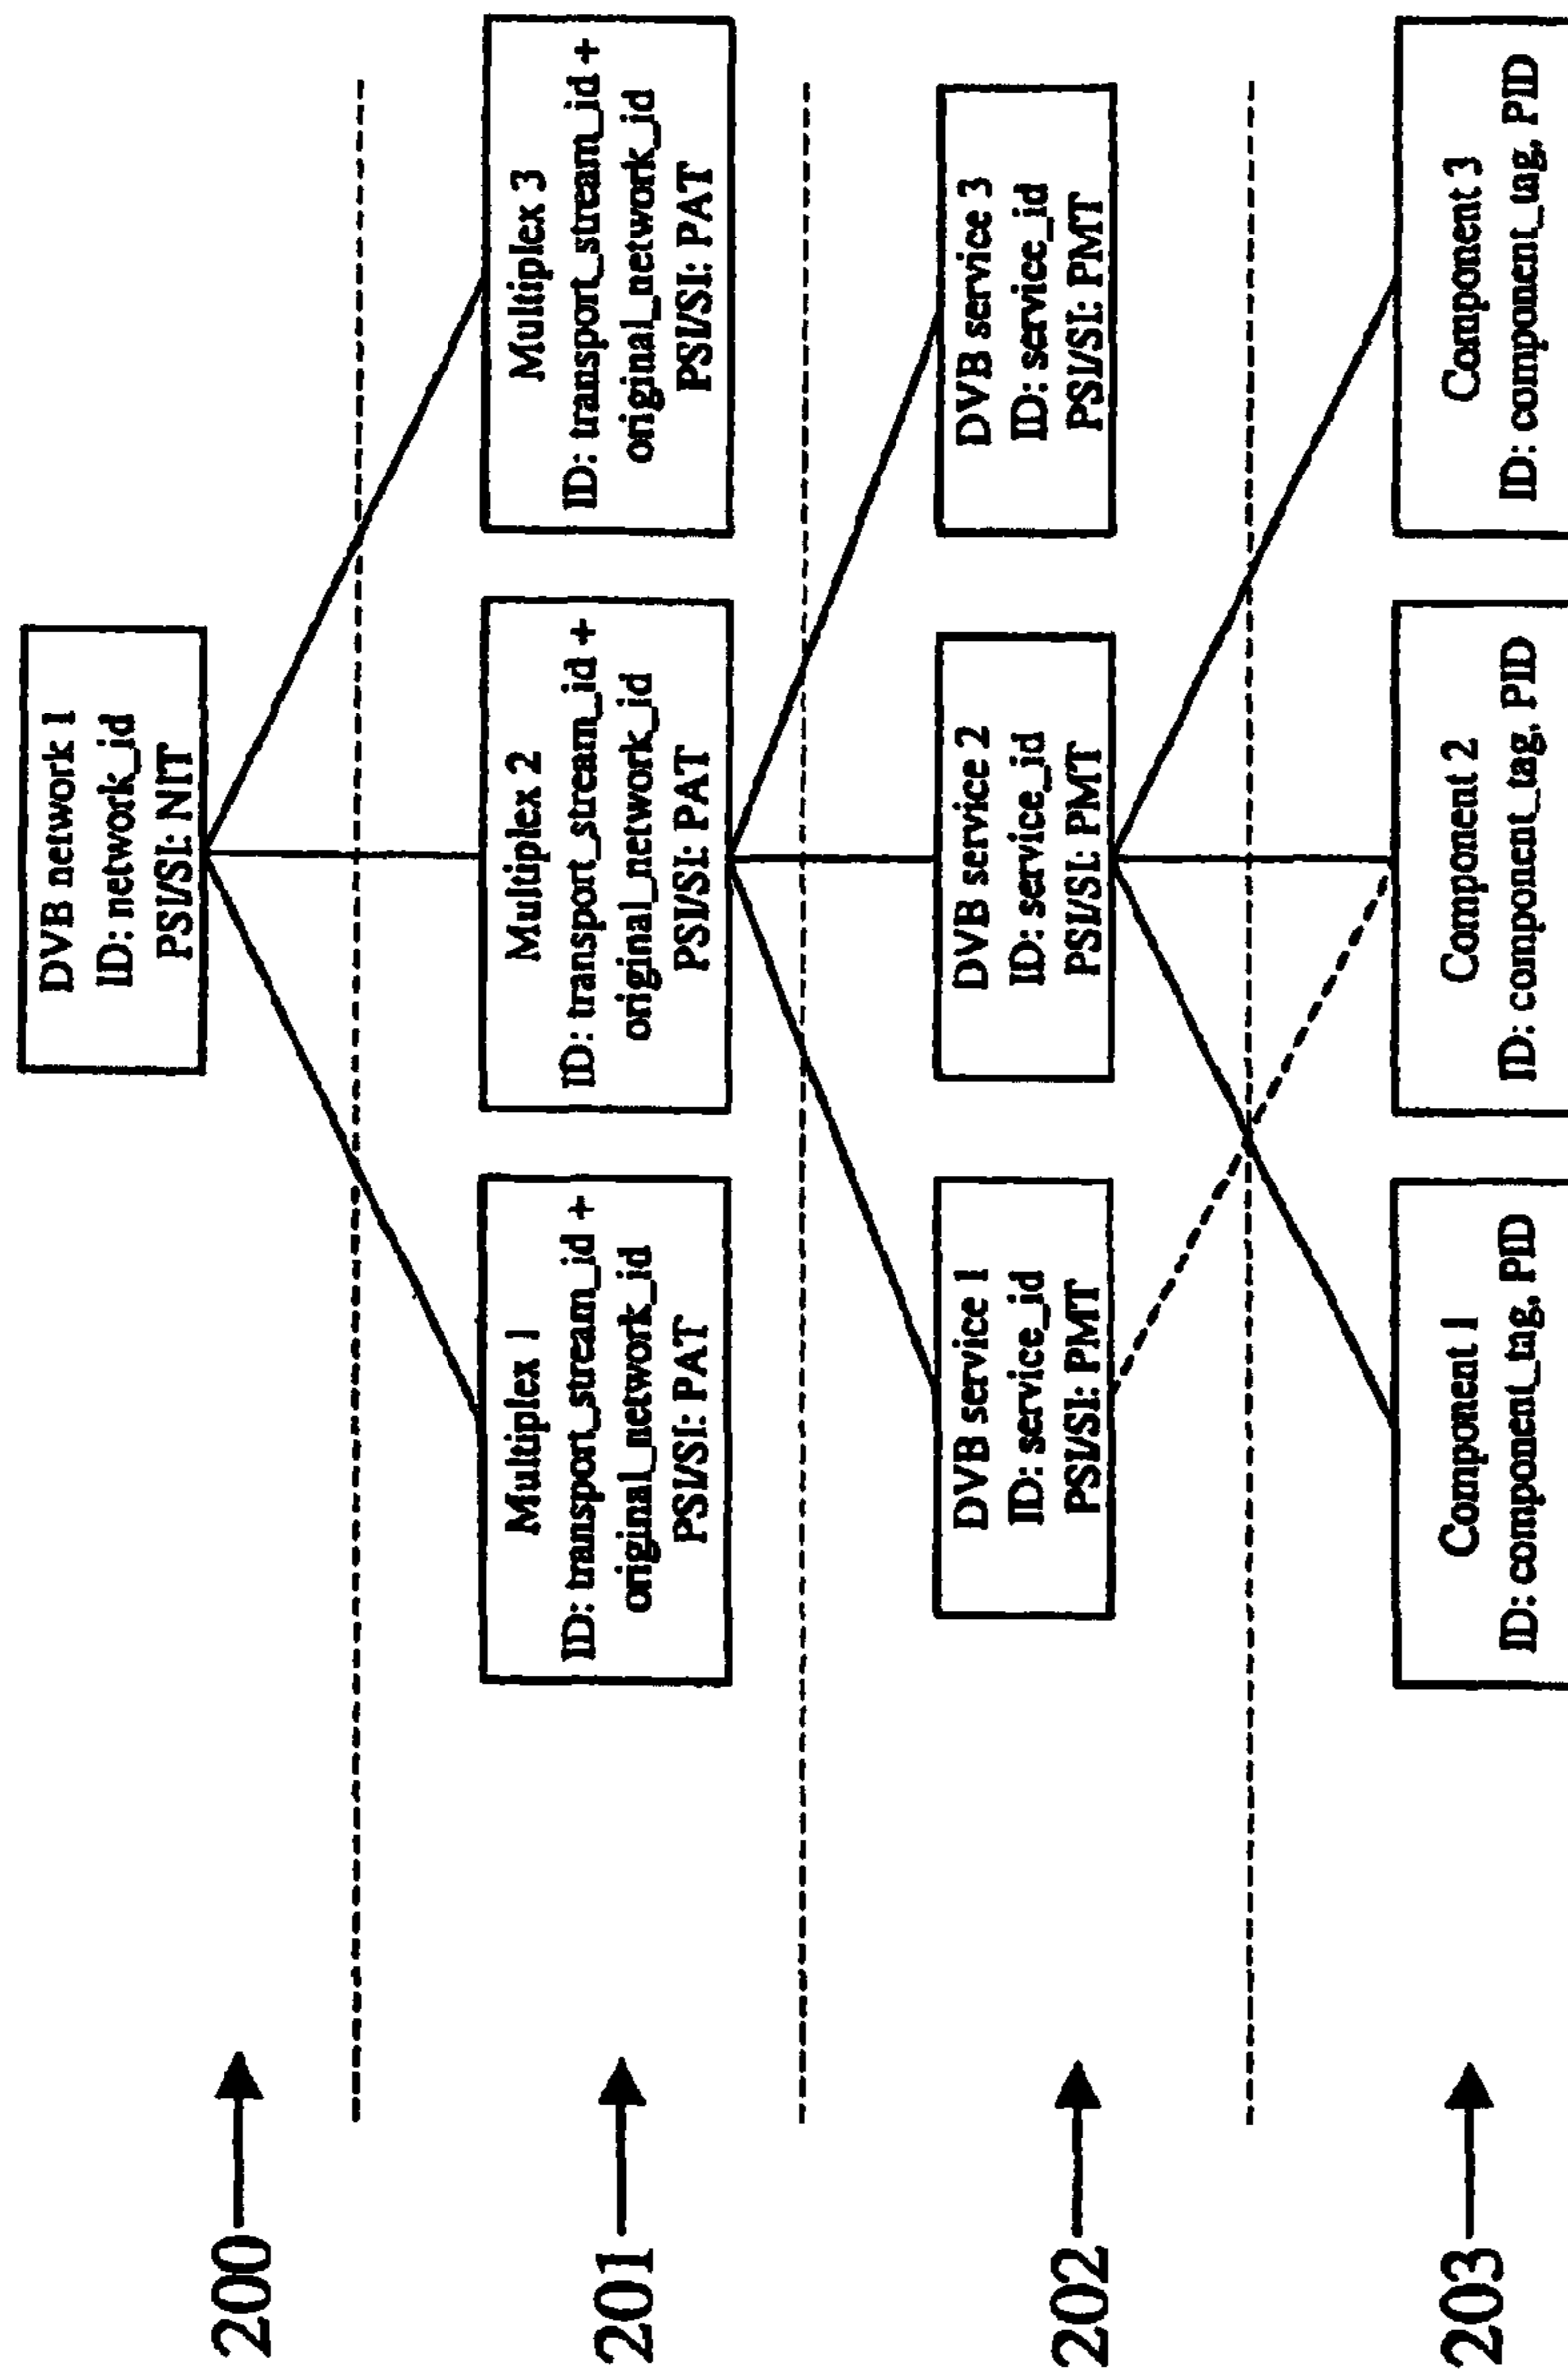 200
DVB network 1
ID: network_id
PSI/SI: NIT
201
Multiplex 1
ID: transport_stream_id +
original_network_id
PSI/SI: PAT
Multiplex 2
ID: transport_stream_id +
original_network_id
PSI/SI: PAT
Multiplex 3
ID: transport_stream_id +
original_network_id
PSI/SI: PAT
202
DVB service 1
ID: service_id
PSI/SI: PMT
DVB service 2
ID: service_id
PSI/SI: PMT
DVB service 3
ID: service_id
PSI/SI: PMT
203
Component 1
ID: component_tag, PID
Component 2
ID: component_tag, PID
Component 3
ID: component_tag, PID